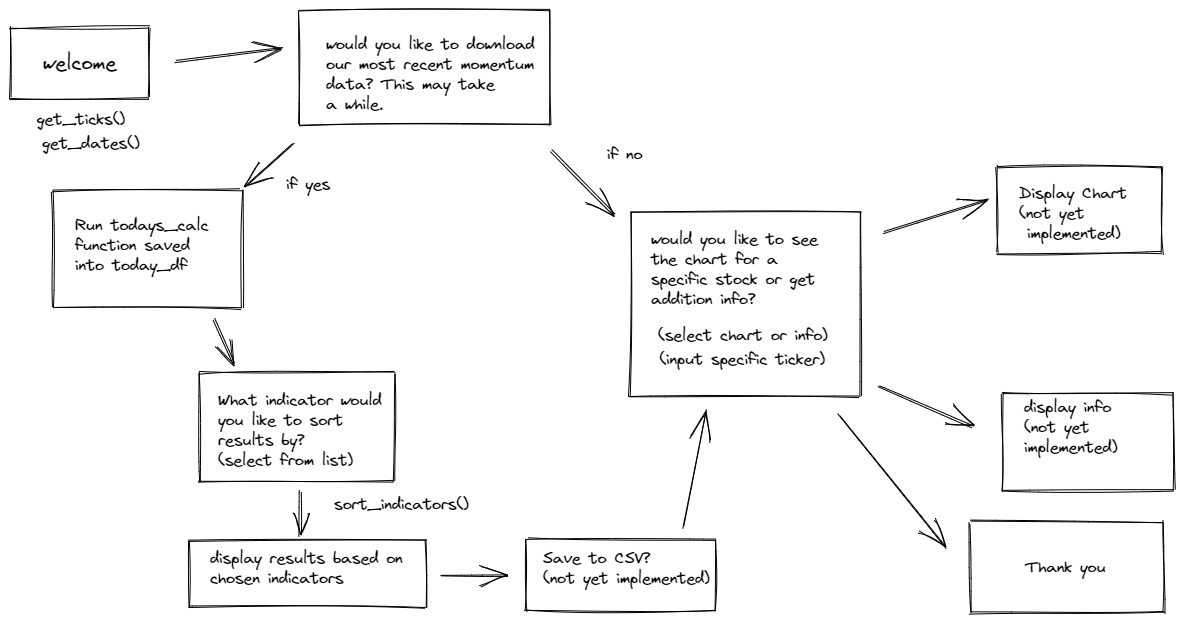 welcome
get_ticks()
get_dates()
would you like to download
our most recent momentum
data? This may take
a while.
if yes
if no
Run todays_calc
function saved
into today_df
What indicator would
you like to sort
results by?
(select from list)
sort_indicators()
display results based on
chosen indicators
Save to CSV?
(not yet implemented)
would you like to see
the chart for a
specific stock or get
addition info?
(select chart or info)
(input specific ticker)
Display Chart
(not yet
implemented)
display info
(not yet
implemented)
Thank you